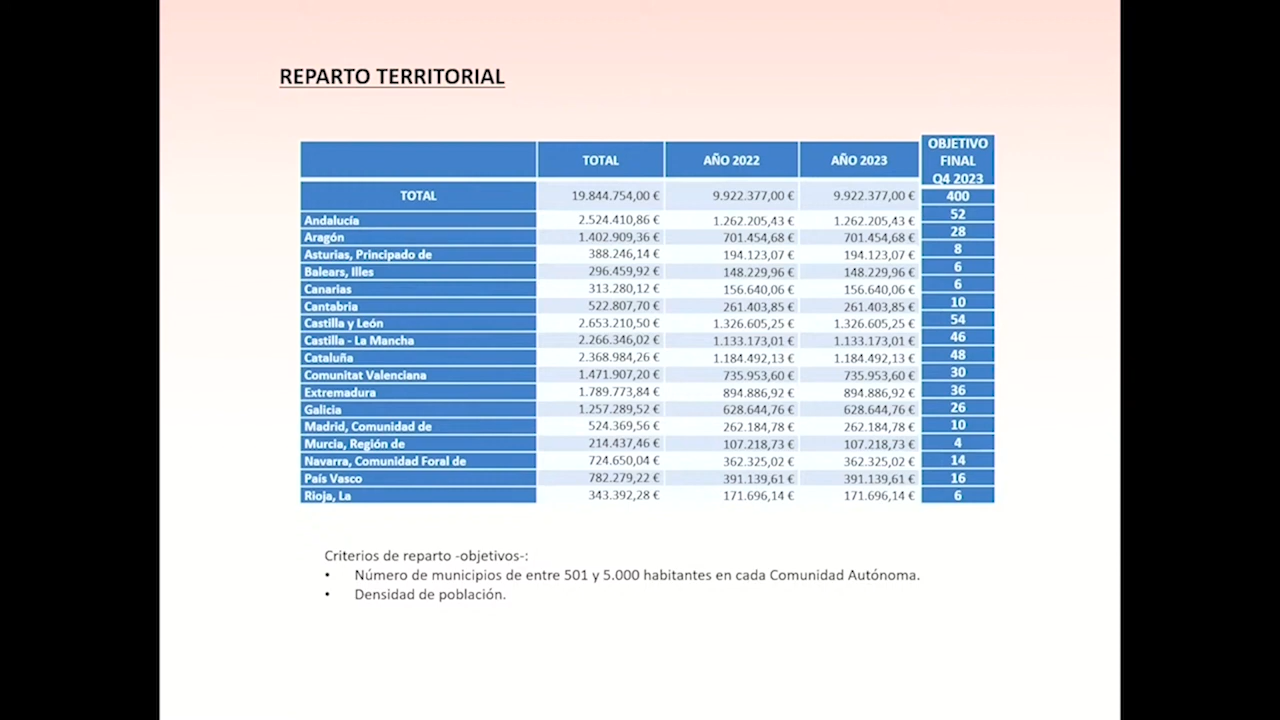 REPARTO TERRITORIAL
TOTAL AÑO 2022 AÑO 2023 OBJETIVO FINAL Q4 2023
TOTAL 19.844.754,00 € 9.922.377,00 € 9.922.377,00 € 400
Andalucía 2.524.410,86 € 1.262.205,43 € 1.262.205,43 € 52
Aragón 1.402.909,36 € 701.454,68 € 701.454,68 € 28
Asturias, Principado de 388.246,14 € 194.123,07 € 194.123,07 € 8
Balears, Illes 296.459,92 € 148.229,96 € 148.229,96 € 6
Canarias 313.280,12 € 156.640,06 € 156.640,06 € 6
Cantabria 522.807,70 € 261.403,85 € 261.403,85 € 10
Castilla y León 2.653.210,50 € 1.326.605,25 € 1.326.605,25 € 54
Castilla - La Mancha 2.266.346,02 € 1.133.173,01 € 1.133.173,01 € 46
Cataluña 2.368.984,26 € 1.184.492,13 € 1.184.492,13 € 48
Comunitat Valenciana 1.471.907,20 € 735.953,60 € 735.953,60 € 30
Extremadura 1.789.773,84 € 894.886,92 € 894.886,92 € 36
Galicia 1.257.289,52 € 628.644,76 € 628.644,76 € 26
Madrid, Comunidad de 524.369,56 € 262.184,78 € 262.184,78 € 10
Murcia, Región de 214.437,46 € 107.218,73 € 107.218,73 € 4
Navarra, Comunidad Foral de 724.650,04 € 362.325,02 € 362.325,02 € 14
País Vasco 782.279,22 € 391.139,61 € 391.139,61 € 16
Rioja, La 343.392,28 € 171.696,14 € 171.696,14 € 6
Criterios de reparto -objetivos-:
• Número de municipios de entre 501 y 5.000 habitantes en cada Comunidad Autónoma.
• Densidad de población.